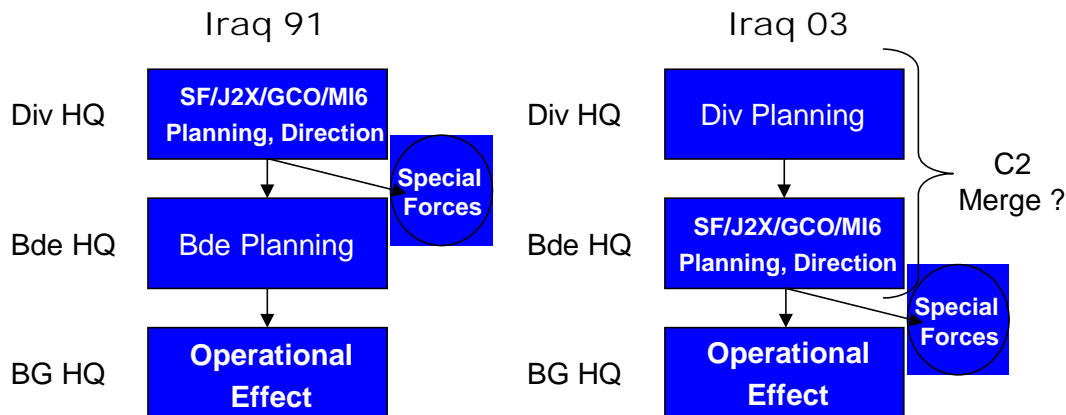 Iraq 91
Div HQ
SF/J2X/GCO/MI6
Planning, Direction
Special
Forces
Bde HQ
Bde Planning
BG HQ
Operational
Effect
Iraq 03
Div HQ
Div Planning
C2
Merge ?
Bde HQ
SF/J2X/GCO/MI6
Planning, Direction
Special
Forces
BG HQ
Operational
Effect